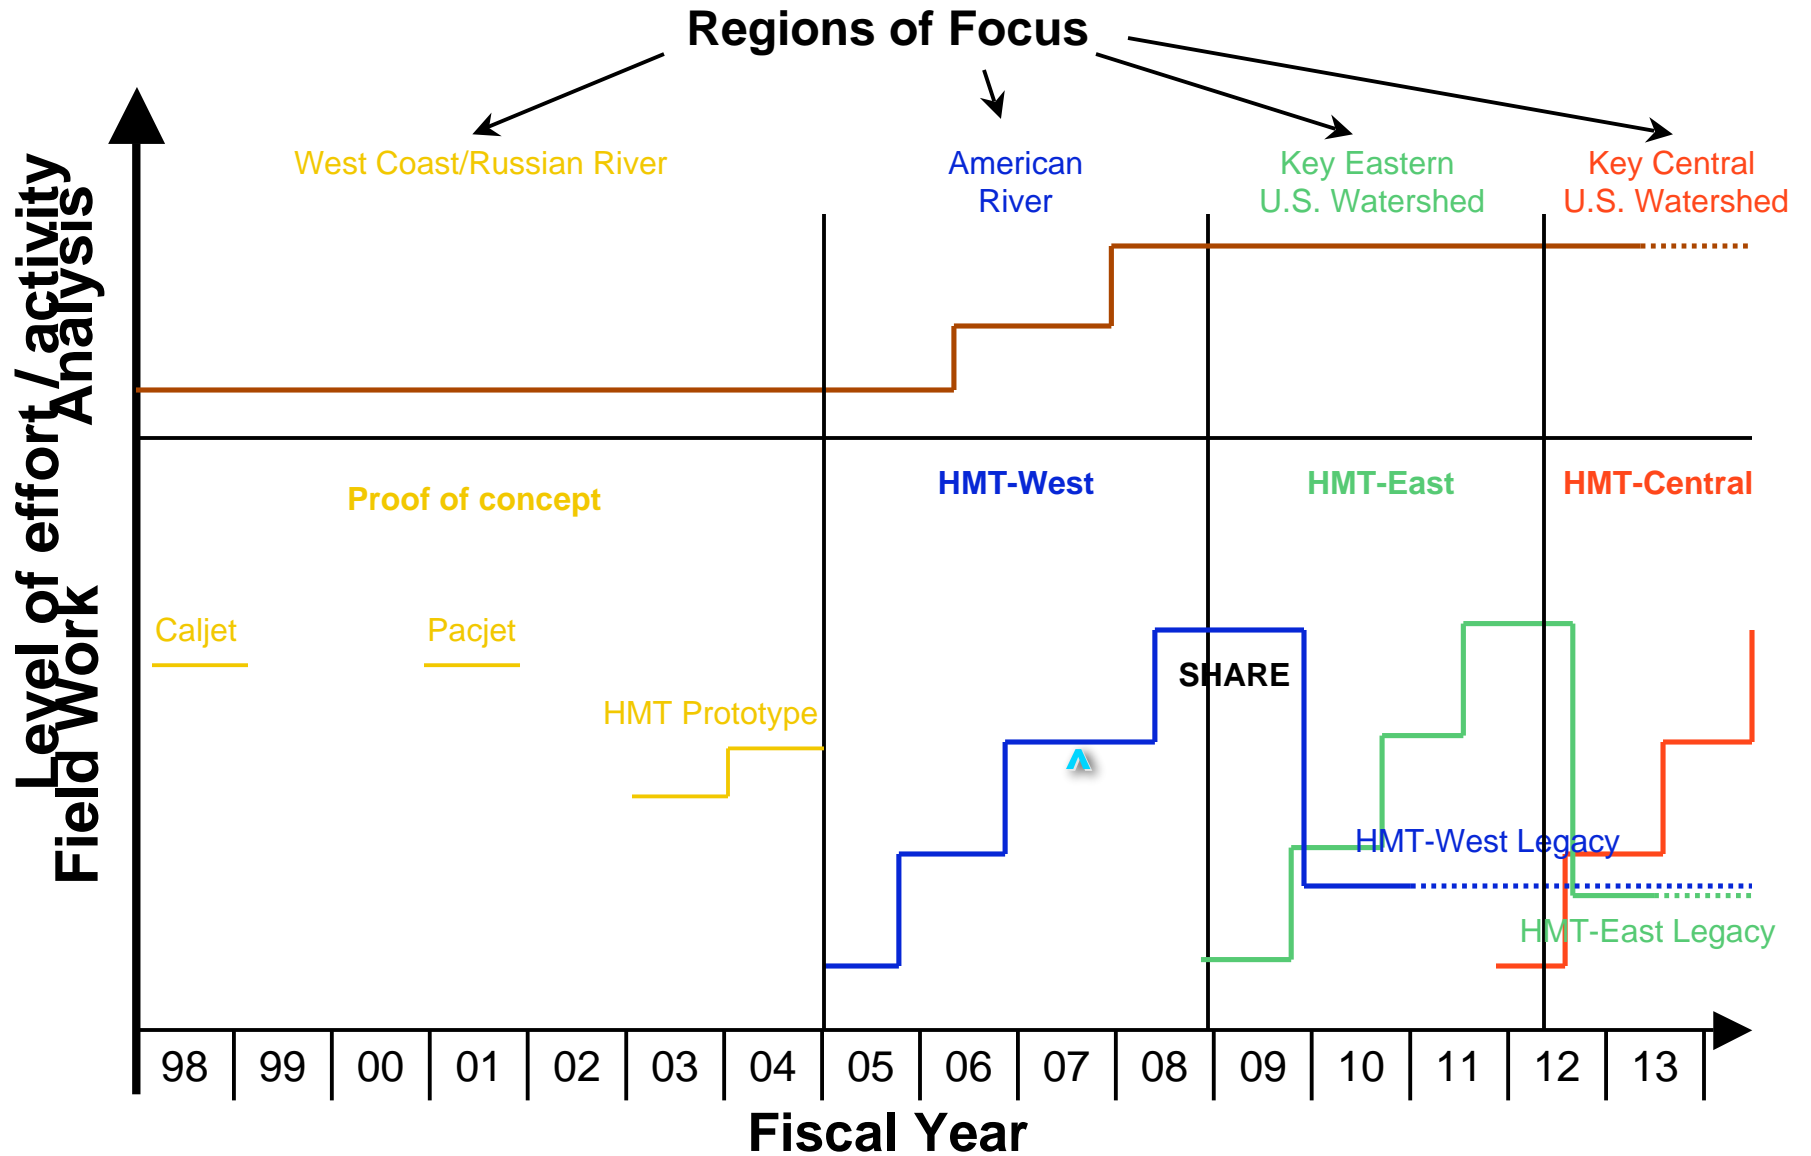 Regions of Focus
West Coast/Russian River
American
River
Key Eastern
U.S. Watershed
Key Central
U.S. Watershed
Level of effort / activity
Analysis
Field Work
Proof of concept
HMT-West
HMT-East
HMT-Central
Caljet
Pacjet
HMT Prototype
SHARE
^
HMT-West Legacy
HMT-East Legacy
98 99 00 01 02 03 04 05 06 07 08 09 10 11 12 13
Fiscal Year